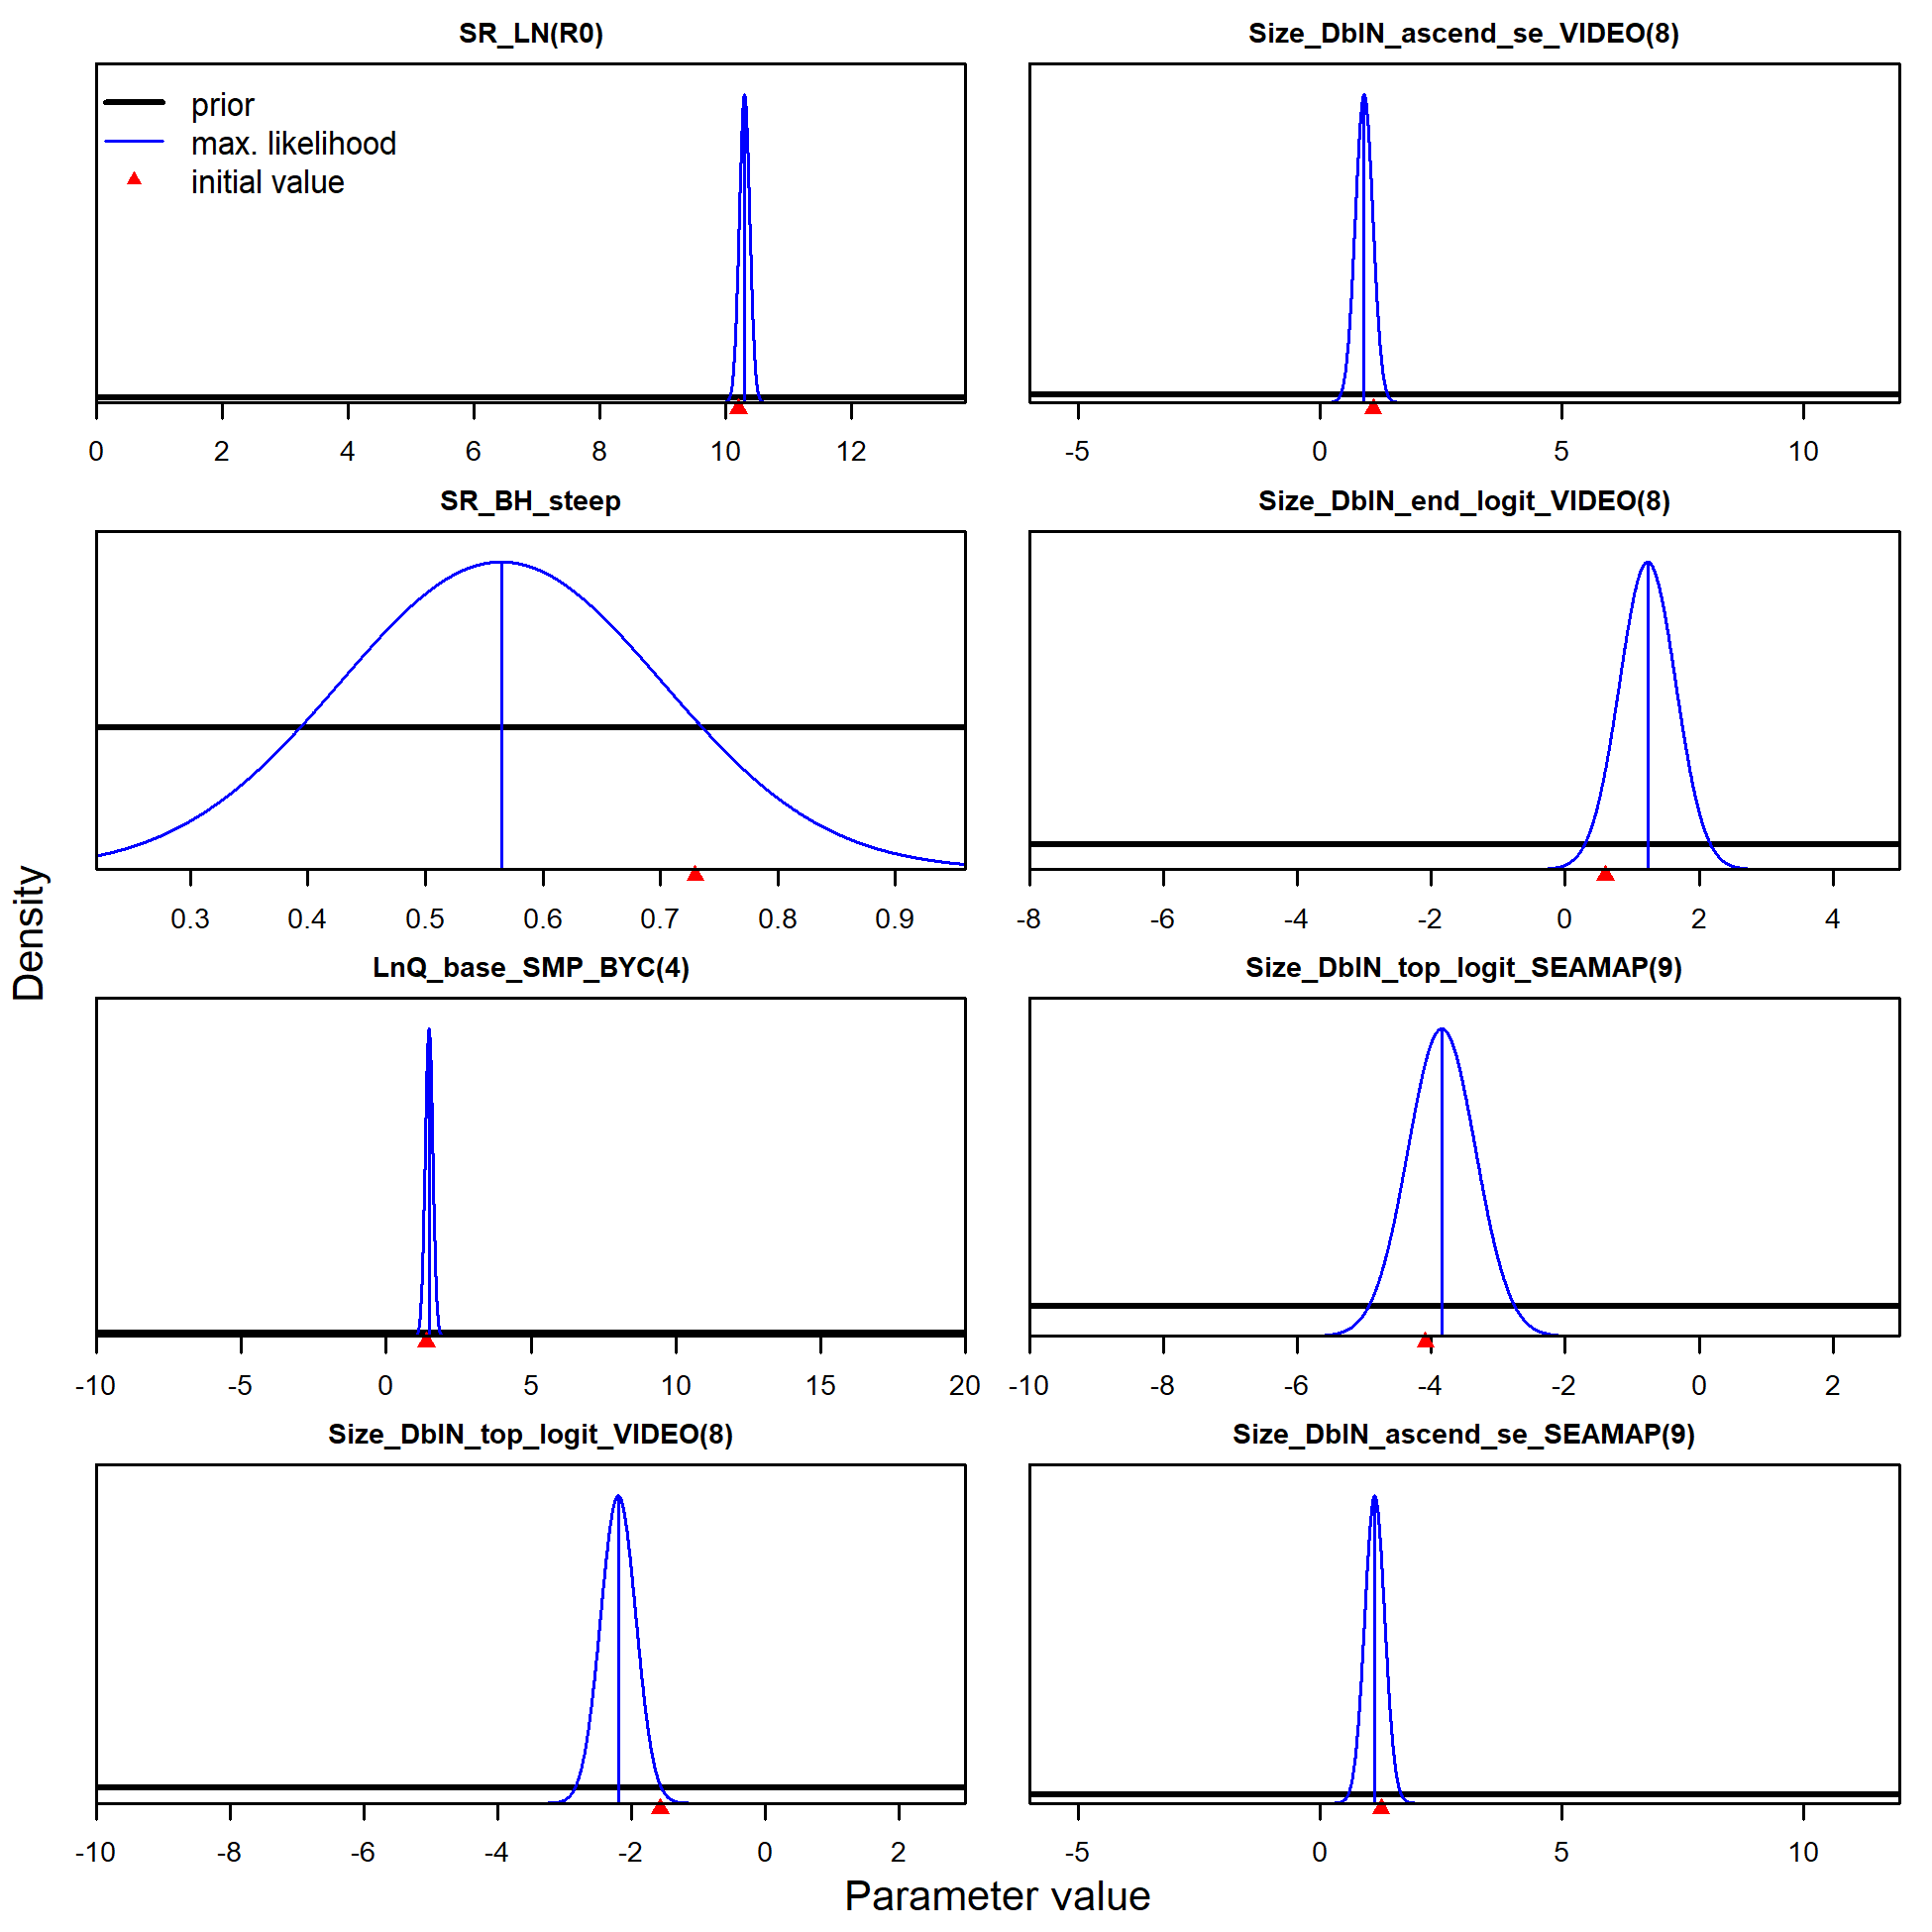 SR_LN(R0)
prior
max. likelihood
initial value
0 2 4 6 8 10 12
Size_DblN_ascend_se_VIDEO(8)
-5 0 5 10
SR_BH_steep
0.3 0.4 0.5 0.6 0.7 0.8 0.9
Size_DblN_end_logit_VIDEO(8)
-8 -6 -4 -2 0 2 4
LnQ_base_SMP_BYC(4)
-10 -5 0 5 10 15 20
Size_DblN_top_logit_SEAMAP(9)
-10 -8 -6 -4 -2 0 2
Size_DblN_top_logit_VIDEO(8)
-10 -8 -6 -4 -2 0 2
Size_DblN_ascend_se_SEAMAP(9)
-5 0 5 10
Density
Parameter value